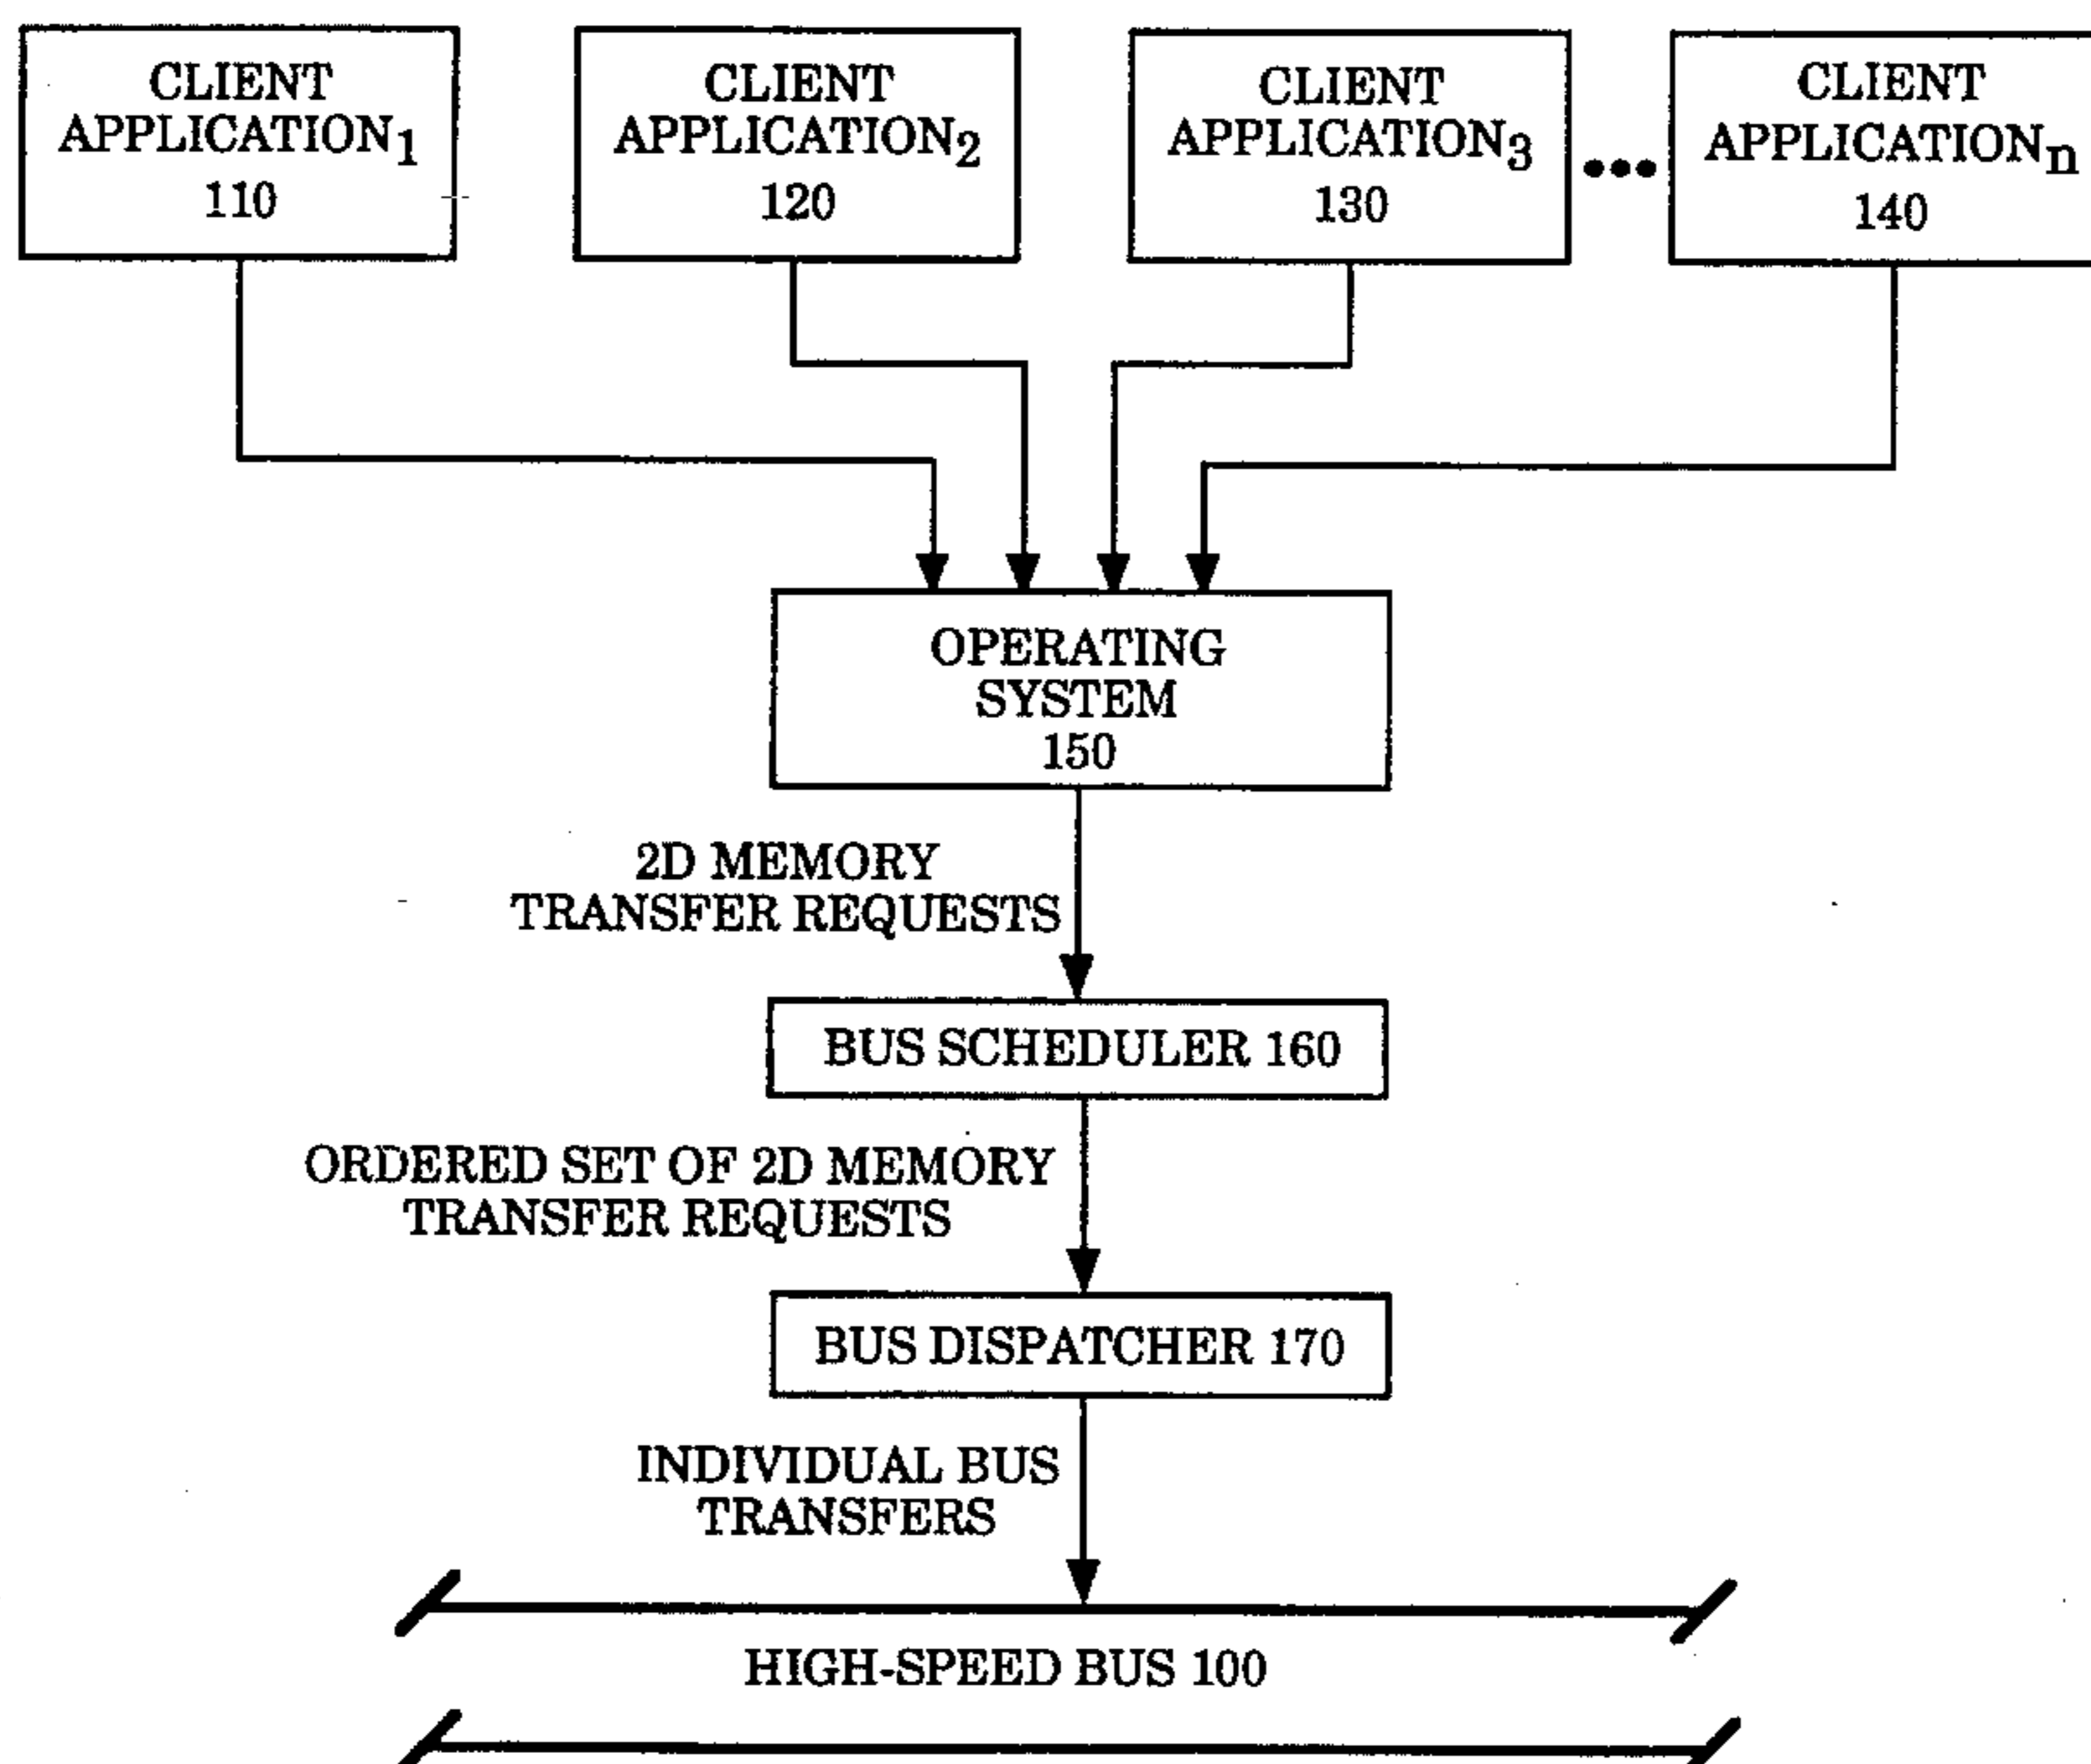 CLIENT
APPLICATION1
110
CLIENT
APPLICATION2
120
CLIENT
APPLICATION3
130
•••
CLIENT
APPLICATIONn
140
OPERATING
SYSTEM
150
2D MEMORY
TRANSFER REQUESTS
BUS SCHEDULER 160
ORDERED SET OF 2D MEMORY
TRANSFER REQUESTS
BUS DISPATCHER 170
INDIVIDUAL BUS
TRANSFERS
HIGH-SPEED BUS 100